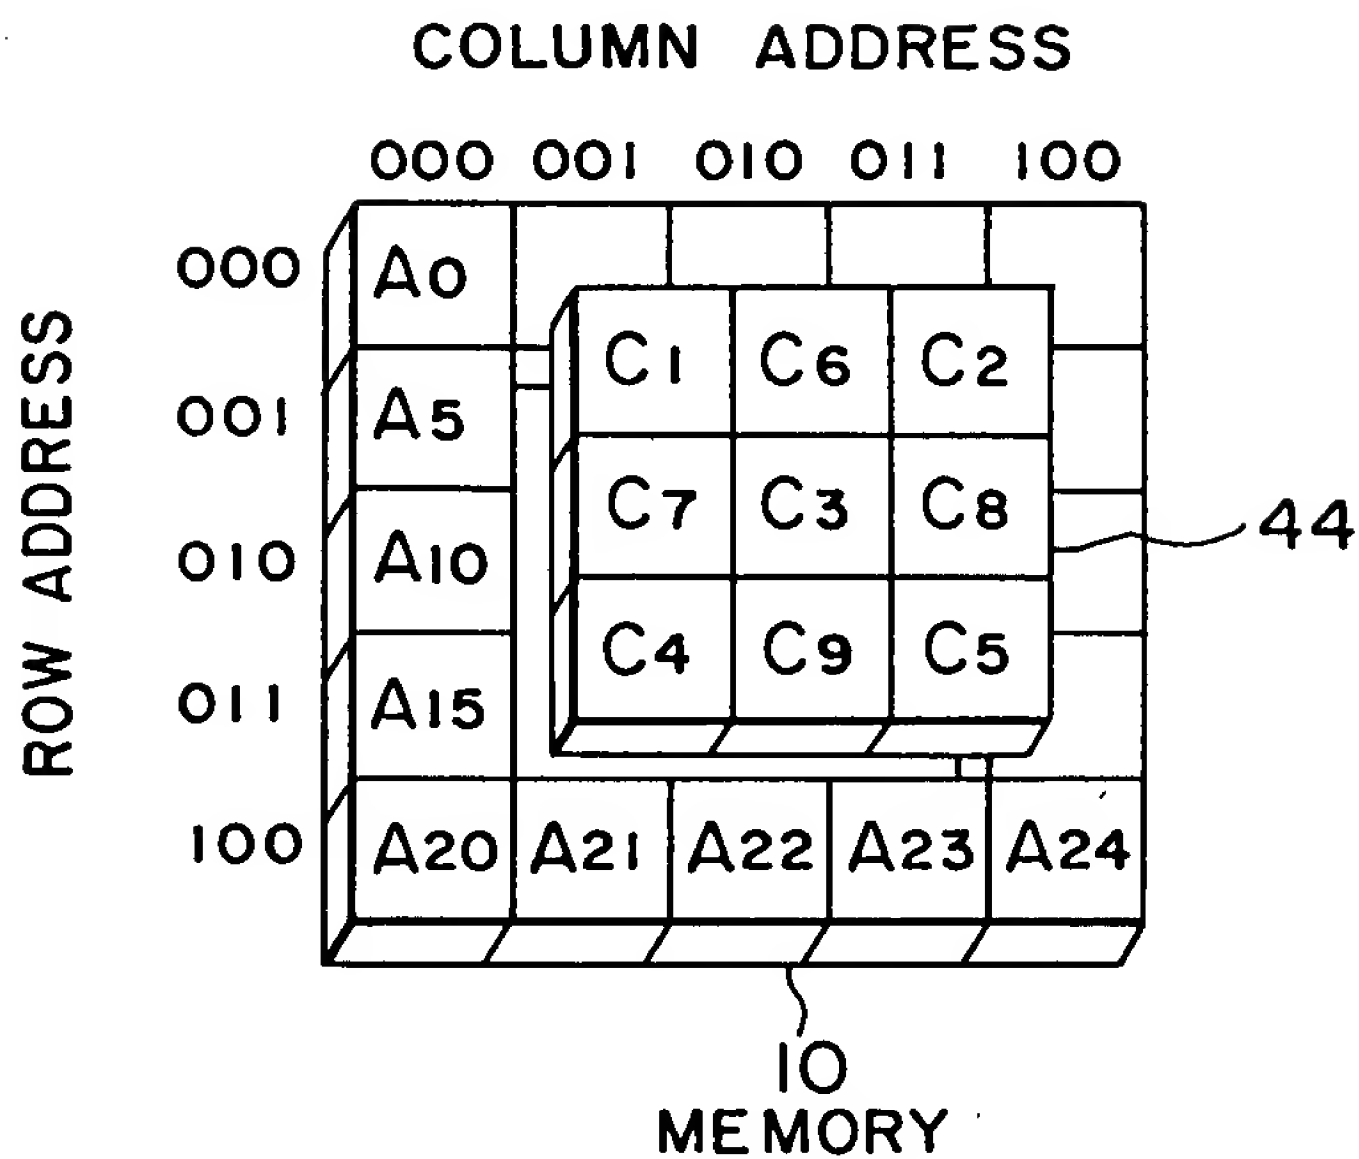 COLUMN ADDRESS
000 001 010 011 100
ROW ADDRESS
000 A0
C1 C6 C2
001 A5
C7 C3 C8
44
010 A10
C4 C9 C5
011 A15
100 A20 A21 A22 A23 A24
10
MEMORY